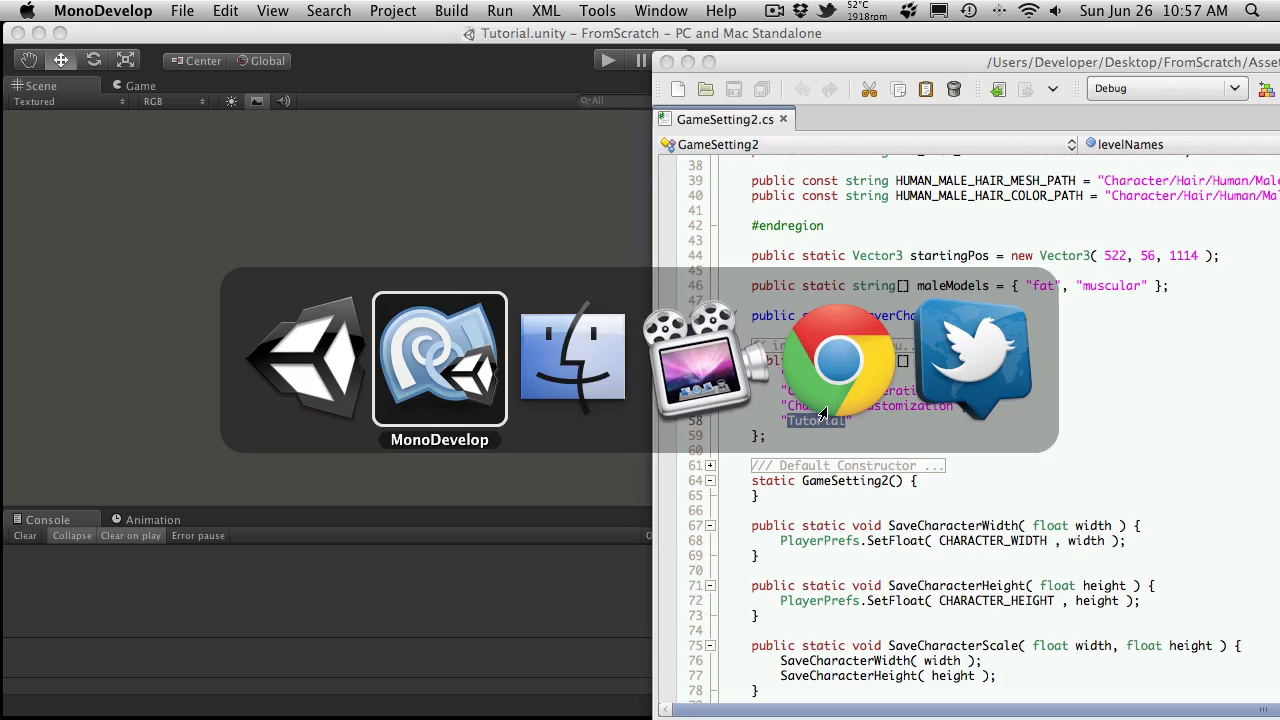 MonoDevelop File Edit View Search Project Build Run XML Tools Window Help 52°C 1918rpm Sun Jun 26 10:57 AM
Tutorial.unity - FromScratch - PC and Mac Standalone
Center Global
/Users/Developer/Desktop/FromScratch/Asse
Scene Game
Textured RGB All
Debug
GameSetting2.cs
GameSetting2 levelNames
38
39 public const string HUMAN_MALE_HAIR_MESH_PATH = "Character/Hair/Human/Male
40 public const string HUMAN_MALE_HAIR_COLOR_PATH = "Character/Hair/Human/Mal
41
42 #endregion
43
44 public static Vector3 startingPos = new Vector3( 522, 56, 1114 );
45
46 public static string[] maleModels = { "fat", "muscular" };
47
[]
MonoDevelop
58 "Tutorial"
59 };
60
61 /// Default Constructor ...
64 static GameSetting2() {
65 }
66
67 public static void SaveCharacterWidth( float width ) {
68 PlayerPrefs.SetFloat( CHARACTER_WIDTH , width );
69 }
70
71 public static void SaveCharacterHeight( float height ) {
72 PlayerPrefs.SetFloat( CHARACTER_HEIGHT , height );
73 }
74
75 public static void SaveCharacterScale( float width, float height ) {
76 SaveCharacterWidth( width );
77 SaveCharacterHeight( height );
78 }
Console Animation
Clear Collapse Clear on play Error pause